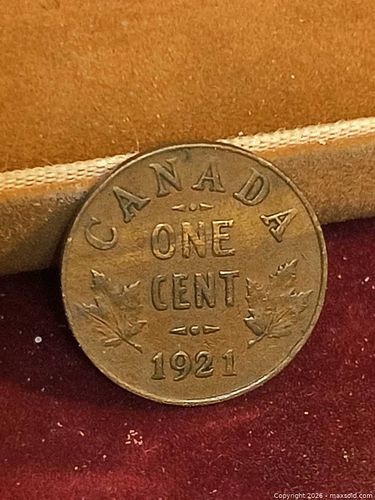 CANADA
ONE
CENT
1921
Copyright 2026 - maxsold.com